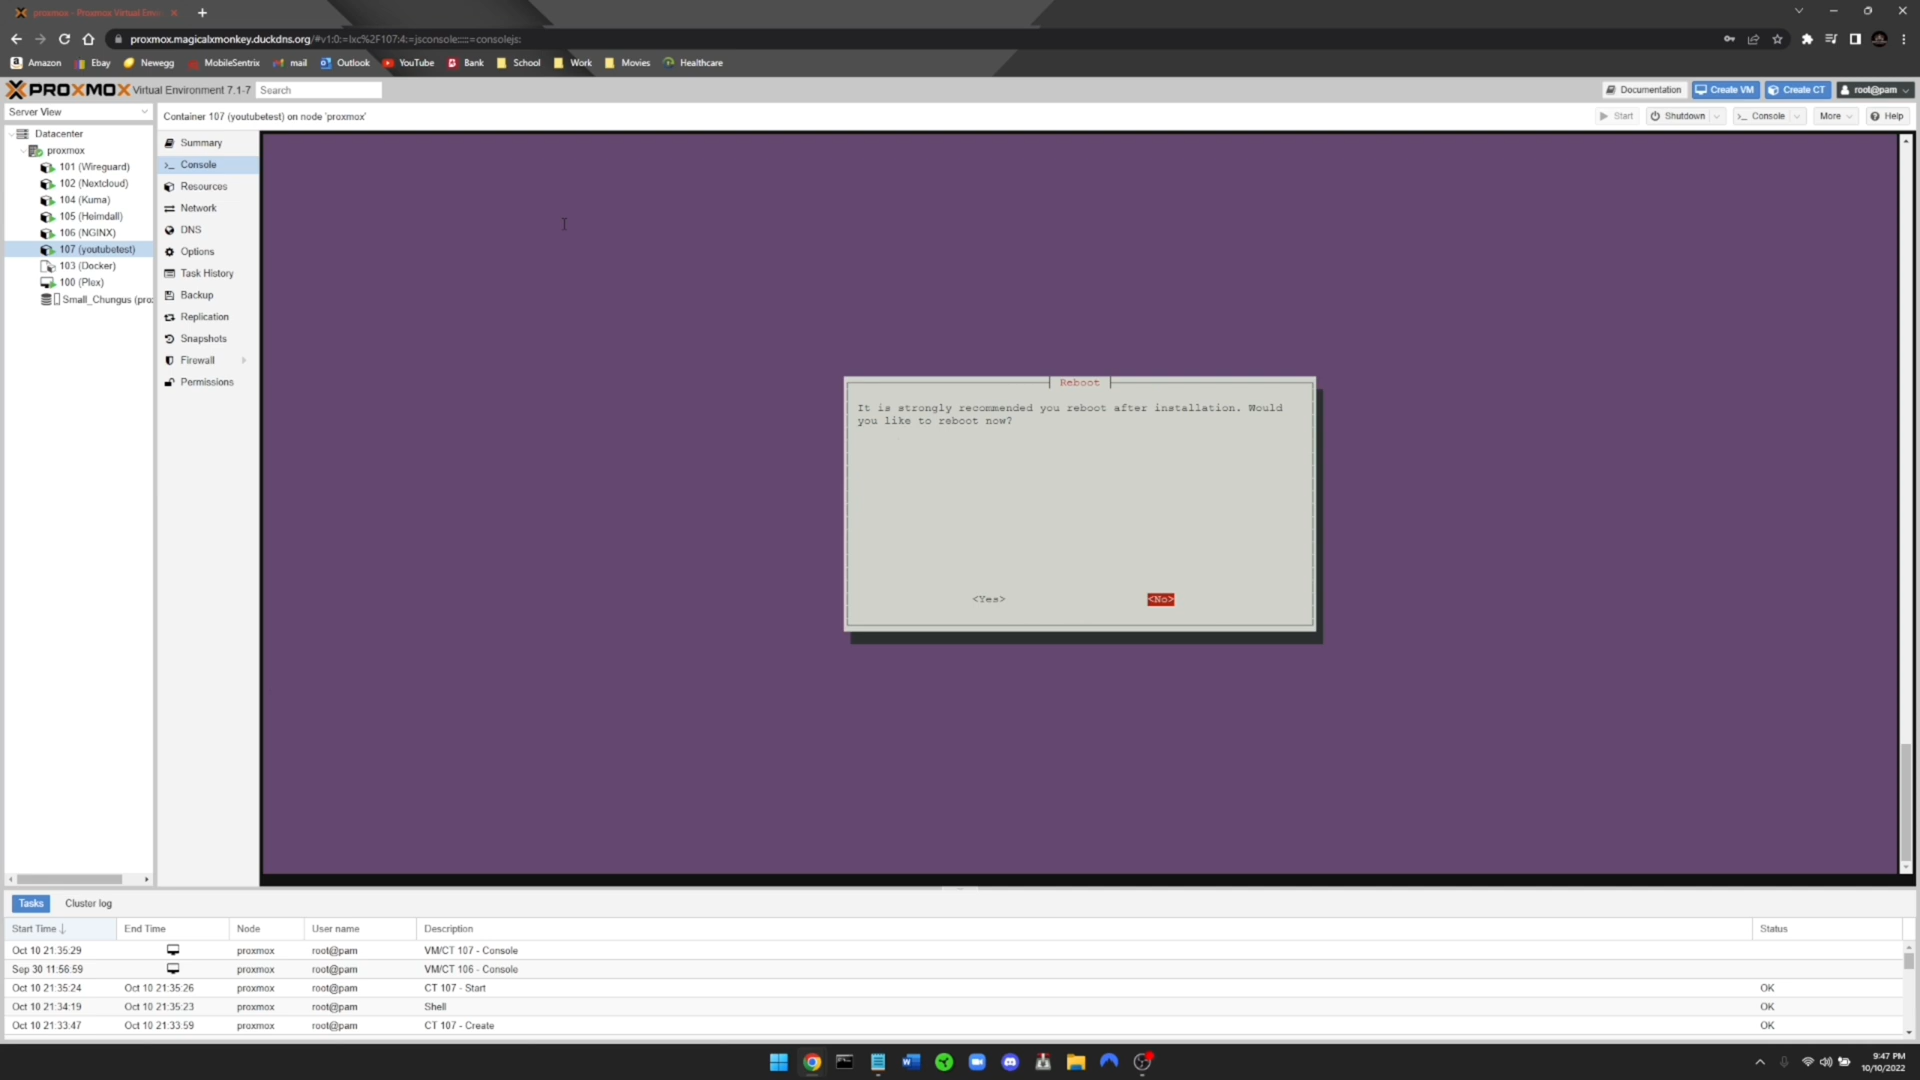 proxmox - Proxmox Virtual Env
proxmox.magicalxmonkey.duckdns.org/#v1:0:=lxc%2F107:4:=jsconsole:::::=consolejs:
Amazon Ebay Newegg MobileSentrix mail Outlook YouTube Bank School Work Movies Healthcare
PROXMOX Virtual Environment 7.1-7 Search Documentation Create VM Create CT root@pam
Server View
Container 107 (youtubetest) on node 'proxmox' Start Shutdown Console More Help
Datacenter
proxmox
101 (Wireguard)
102 (Nextcloud)
104 (Kuma)
105 (Heimdall)
106 (NGINX)
107 (youtubetest)
103 (Docker)
100 (Plex)
Small_Chungus (pro
Summary
>_ Console
Resources
Network
DNS
Options
Task History
Backup
Replication
Snapshots
Firewall
Permissions
Reboot
It is strongly recommended you reboot after installation. Would
you like to reboot now?
<Yes> <No>
Tasks Cluster log
Start Time End Time Node User name Description Status
Oct 10 21:35:29 proxmox root@pam VM/CT 107 - Console
Sep 30 11:56:59 proxmox root@pam VM/CT 106 - Console
Oct 10 21:35:24 Oct 10 21:35:26 proxmox root@pam CT 107 - Start OK
Oct 10 21:34:19 Oct 10 21:35:23 proxmox root@pam Shell OK
Oct 10 21:33:47 Oct 10 21:33:59 proxmox root@pam CT 107 - Create OK
9:47 PM
10/10/2022